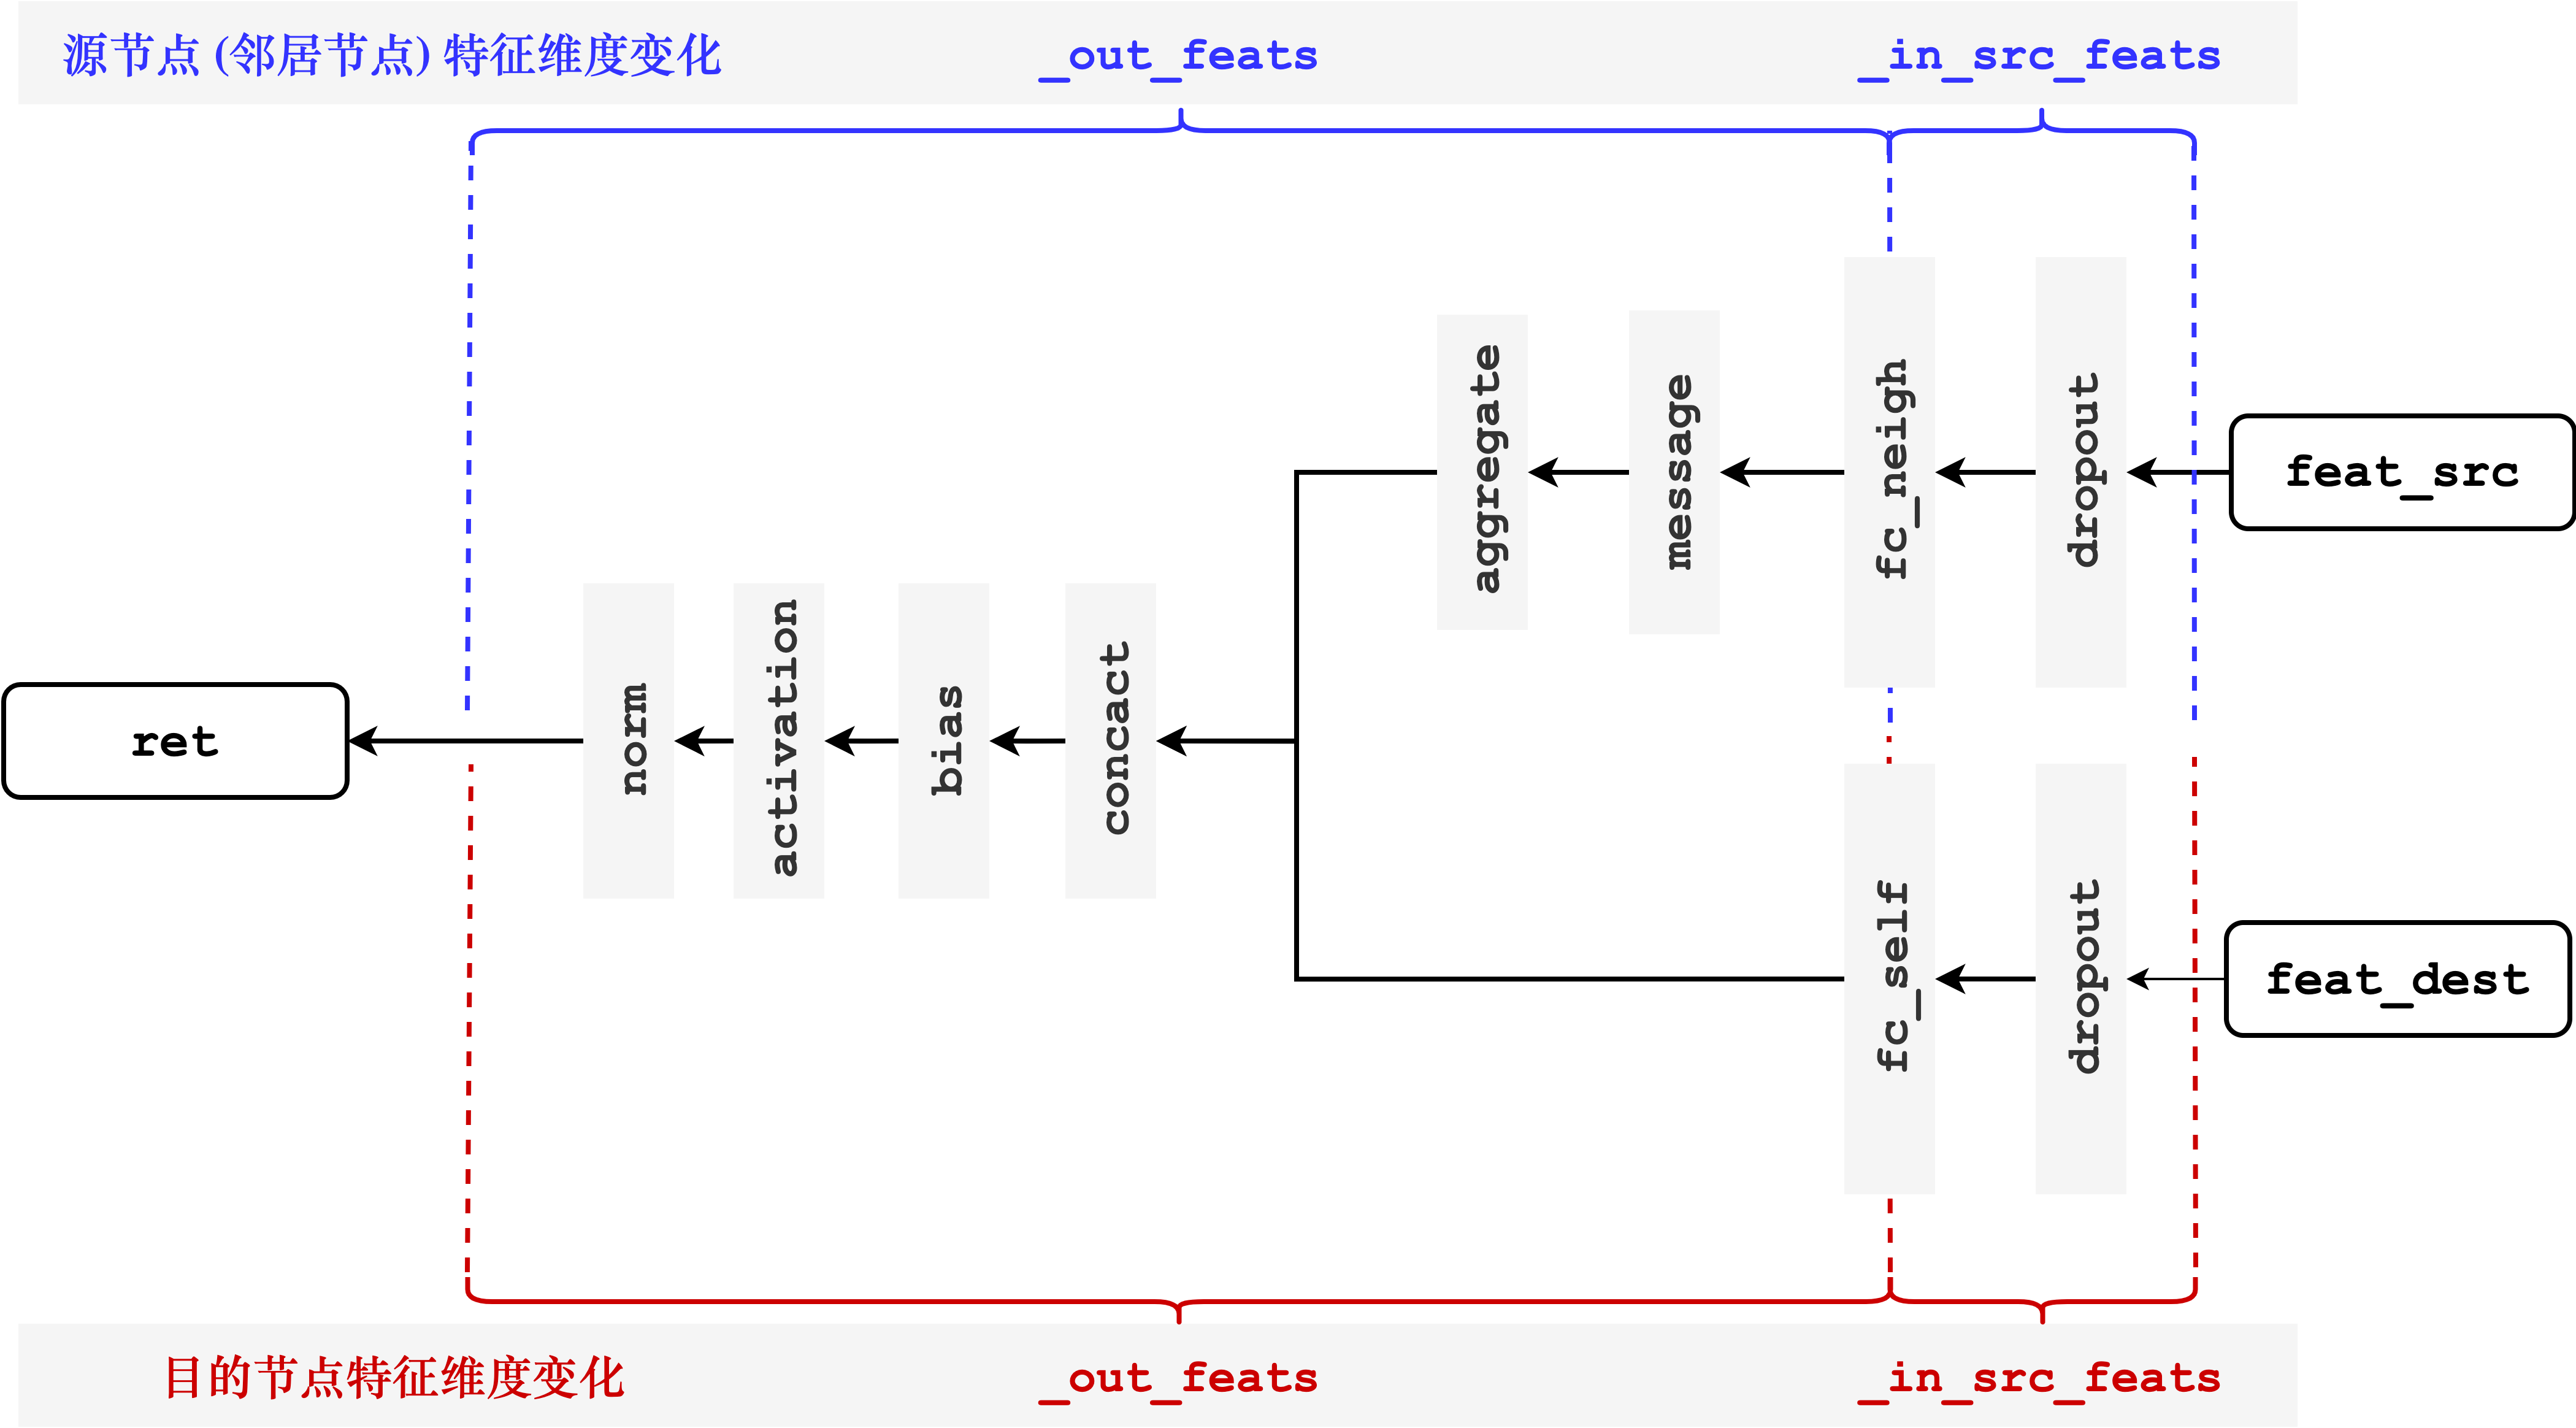 源节点 (邻居节点) 特征维度变化 _out_feats _in_src_feats
aggregate
message
fc_neigh
dropout
feat_src
ret
norm
activation
bias
concact
fc_self
dropout
feat_dest
目的节点特征维度变化 _out_feats _in_src_feats